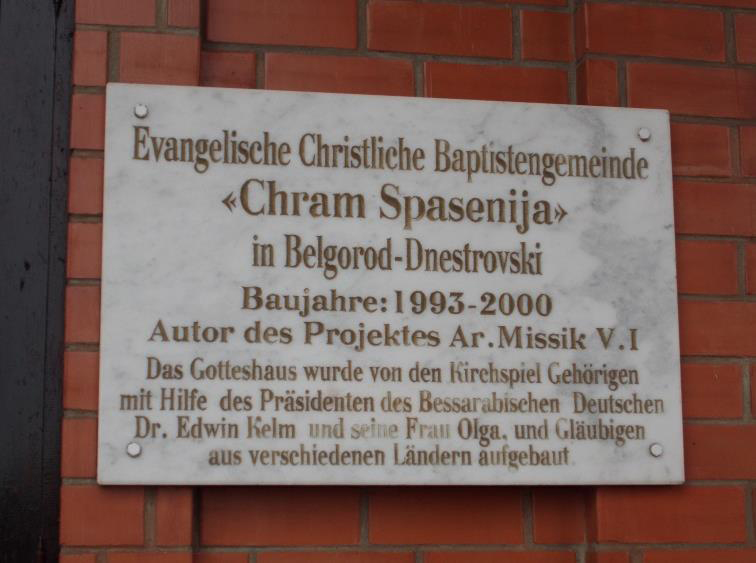 Evangelische Christliche Baptistengemeinde
«Chram Spasenija»
in Belgorod-Dnestrovski
Baujahre:1993-2000
Autor des Projektes Ar.Missik V.I
Das Gotteshaus wurde von den Kirchspiel Gehörigen
mit Hilfe des Präsidenten des Bessarabischen Deutschen
Dr. Edwin Kelm und seine Frau Olga, und Gläubigen
aus verschiedenen Ländern aufgebaut